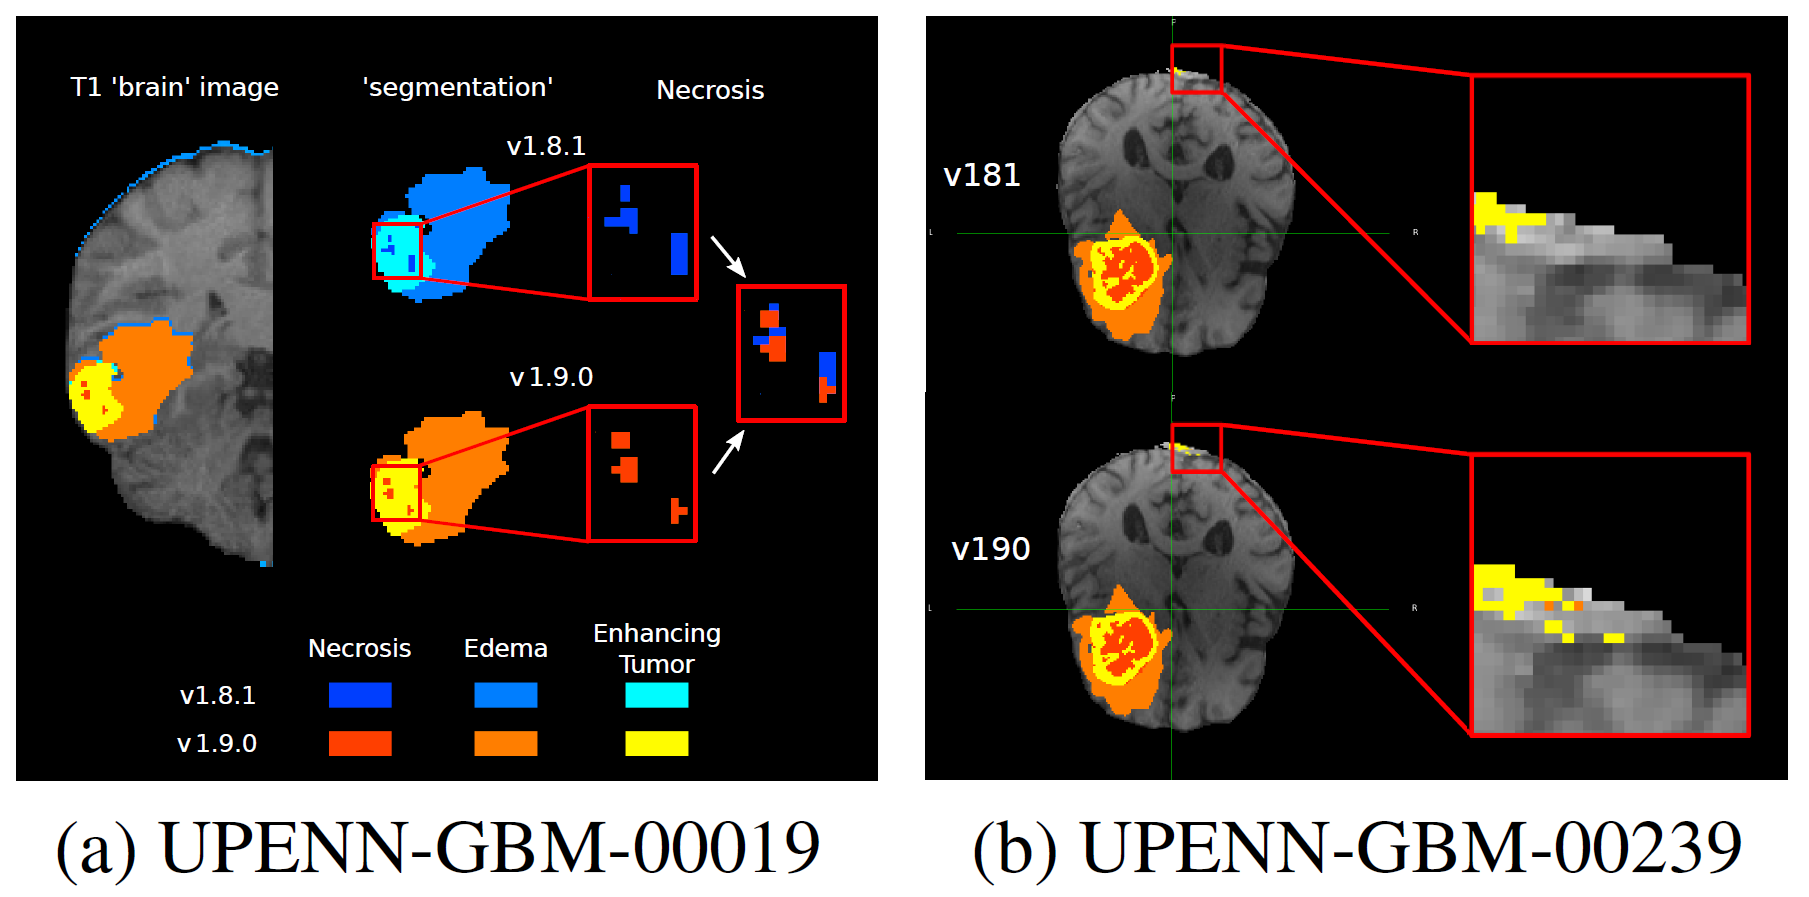 T1 'brain' image
'segmentation'
Necrosis
v1.8.1
v1.9.0
Necrosis
Edema
Enhancing
Tumor
v1.8.1
v1.9.0
(a) UPENN-GBM-00019
F
v181
L
R
F
v190
L
R
(b) UPENN-GBM-00239